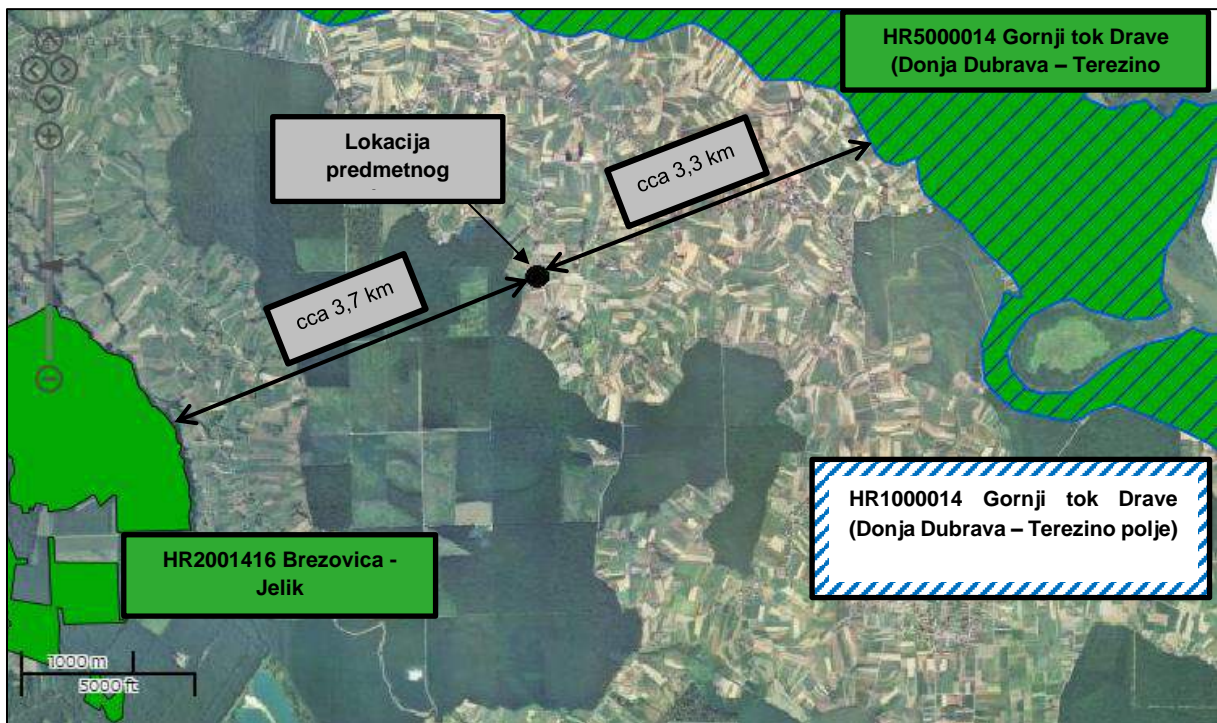 HR5000014 Gornji tok Drave
(Donja Dubrava – Terezino
Lokacija
predmetnog
cca 3,3 km
cca 3,7 km
HR1000014 Gornji tok Drave
(Donja Dubrava – Terezino polje)
HR2001416 Brezovica -
Jelik
1000 m
5000 ft